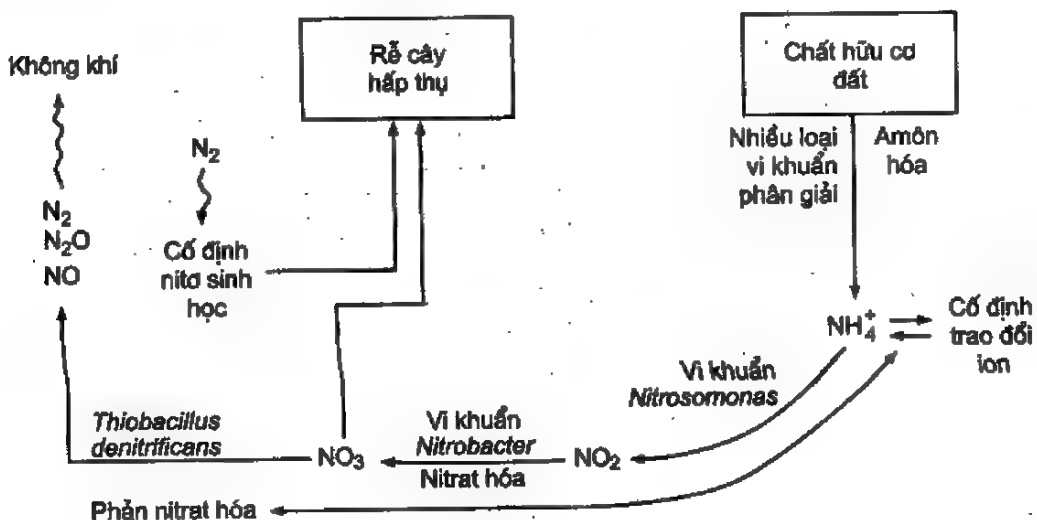 Không khí
N₂
N₂O
NO
N₂
Cố định
nitơ sinh
học
Rễ cây
hấp thụ
Chất hữu cơ
đất
Nhiều loại
vi khuẩn
phân giải
Amôn
hóa
NH₄⁺
Cố định
trao đổi
ion
Vi khuẩn
Nitrosomonas
NO₂
Vi khuẩn
Nitrobacter
Nitrat hóa
NO₃
Thiobacillus
denitrificans
Phản nitrat hóa